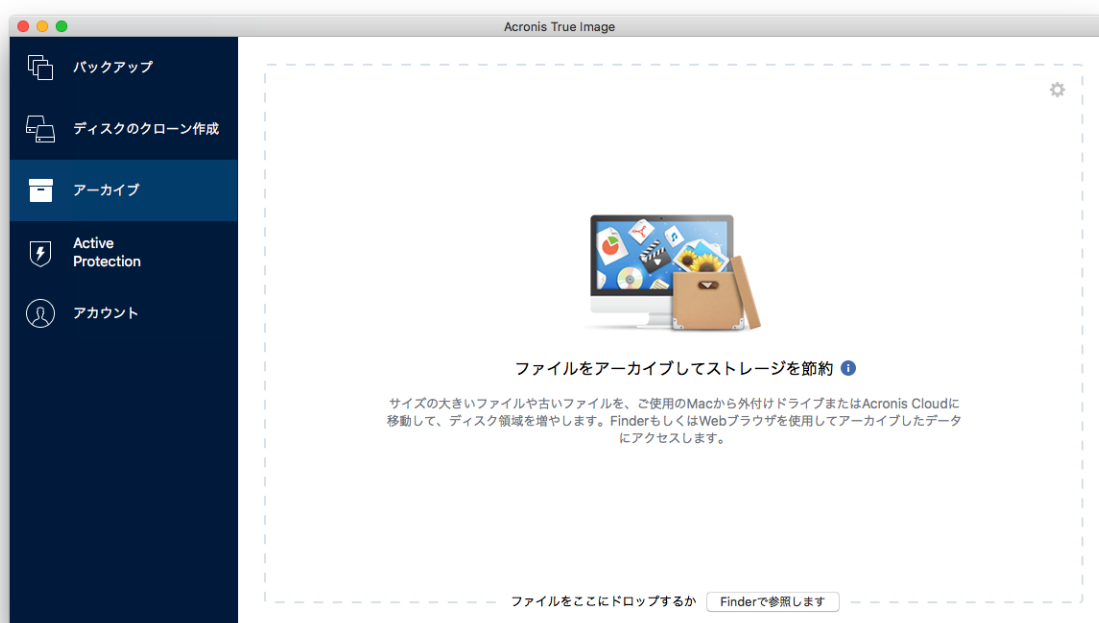 Acronis True Image
バックアップ
ディスクのクローン作成
アーカイブ
Active
Protection
アカウント
ファイルをアーカイブしてストレージを節約
サイズの大きいファイルや古いファイルを、ご使用のMacから外付けドライブまたはAcronis Cloudに
移動して、ディスク領域を増やします。FinderもしくはWebブラウザを使用してアーカイブしたデータ
にアクセスします。
ファイルをここにドロップするか Finderで参照します